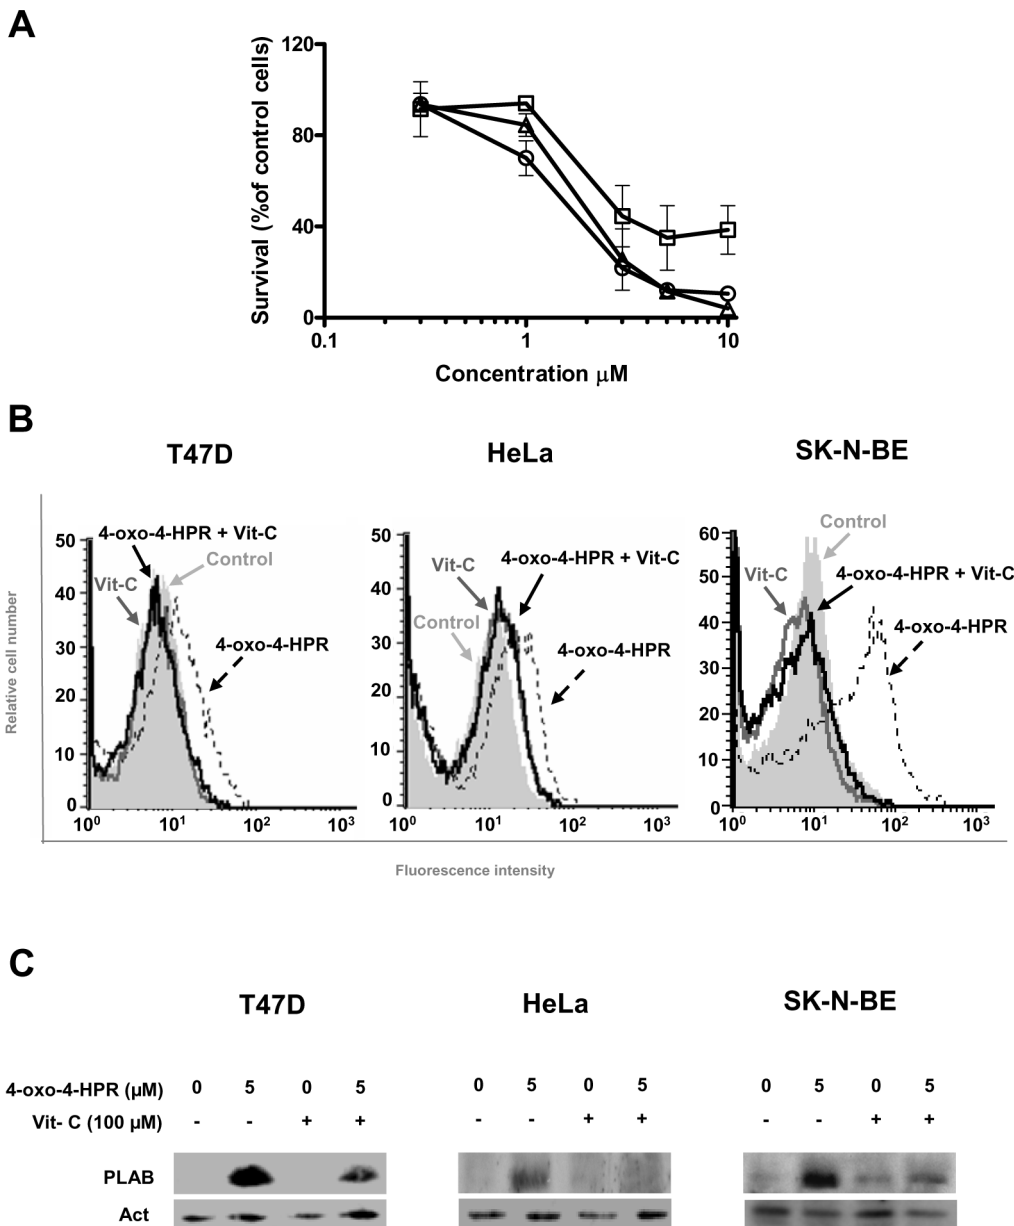 A
Survival (%of control cells)
120
80
40
0
0.1 1 10
Concentration µM
B
T47D HeLa SK-N-BE
Relative cell number
4-oxo-4-HPR + Vit-C
Control
Vit-C
4-oxo-4-HPR
50
40
30
20
10
0
10⁰ 10¹ 10² 10³
Vit-C
4-oxo-4-HPR + Vit-C
Control
4-oxo-4-HPR
50
40
30
20
10
0
10⁰ 10¹ 10² 10³
Control
Vit-C
4-oxo-4-HPR + Vit-C
4-oxo-4-HPR
60
50
40
30
20
10
0
10⁰ 10¹ 10² 10³
Fluorescence intensity
C
T47D HeLa SK-N-BE
4-oxo-4-HPR (µM) 0 5 0 5 0 5 0 5 0 5 0 5
Vit- C (100 µM) - - + + - - + + - - + +
PLAB
Act